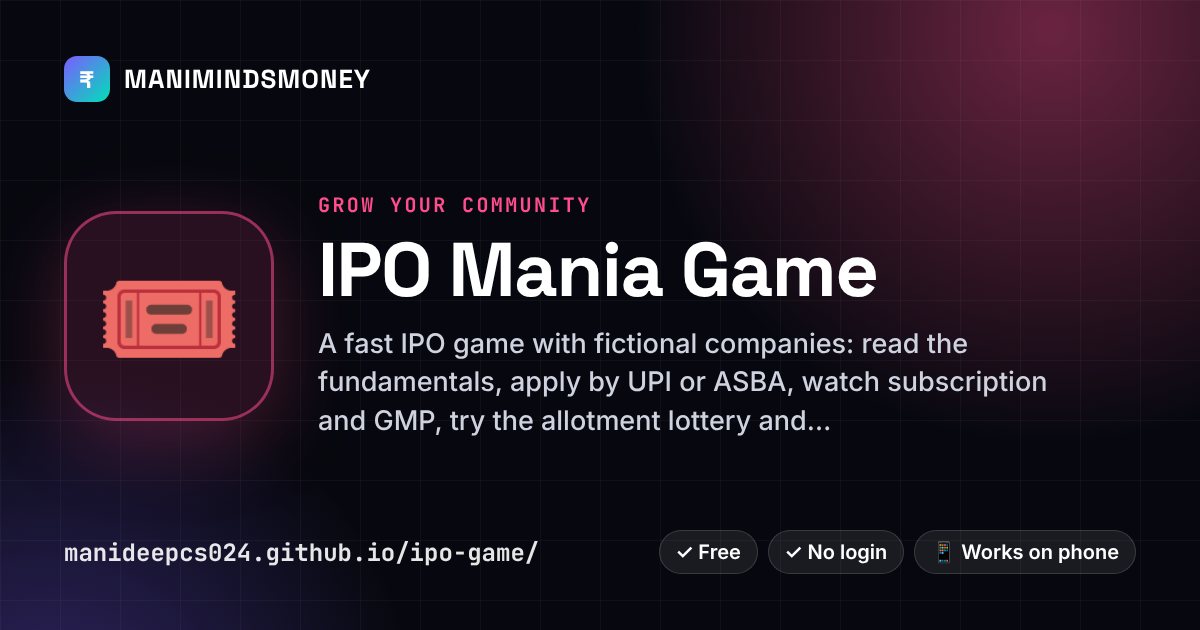 ₹ MANIMINDSMONEY
GROW YOUR COMMUNITY
IPO Mania Game
A fast IPO game with fictional companies: read the
fundamentals, apply by UPI or ASBA, watch subscription
and GMP, try the allotment lottery and...
manideepcs024.github.io/ipo-game/
✓ Free
✓ No login
📱 Works on phone